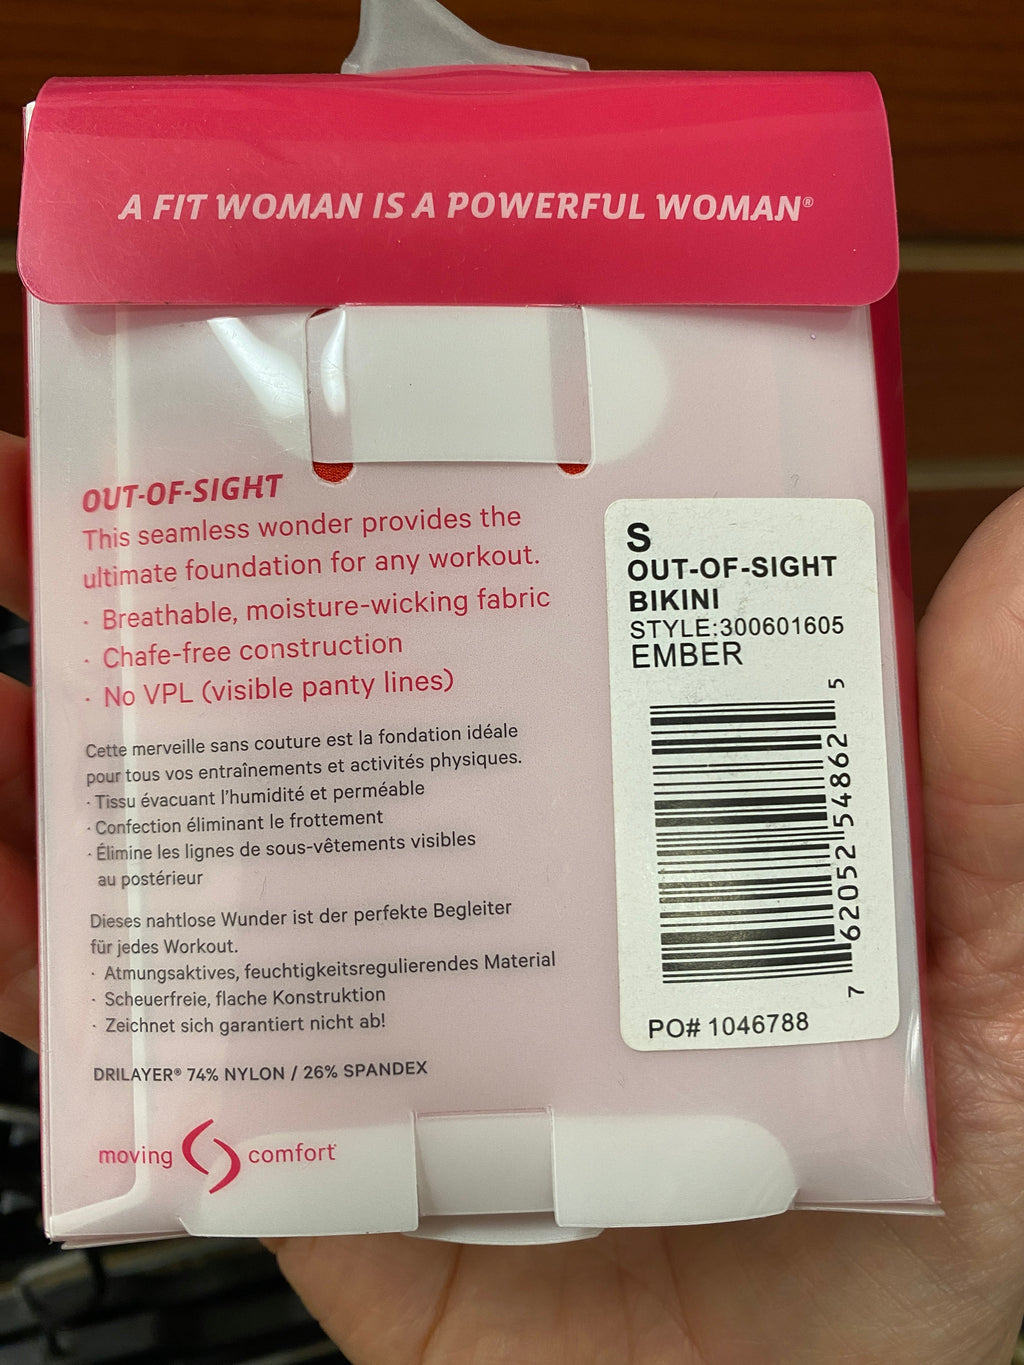 A FIT WOMAN IS A POWERFUL WOMAN®
OUT-OF-SIGHT
This seamless wonder provides the
ultimate foundation for any workout.
· Breathable, moisture-wicking fabric
· Chafe-free construction
· No VPL (visible panty lines)
Cette merveille sans couture est la fondation idéale
pour tous vos entraînements et activités physiques.
· Tissu évacuant l'humidité et perméable
· Confection éliminant le frottement
· Élimine les lignes de sous-vêtements visibles
au postérieur
Dieses nahtlose Wunder ist der perfekte Begleiter
für jedes Workout.
· Atmungsaktives, feuchtigkeitsregulierendes Material
· Scheuerfreie, flache Konstruktion
· Zeichnet sich garantiert nicht ab!
DRILAYER® 74% NYLON / 26% SPANDEX
moving comfort
S
OUT-OF-SIGHT
BIKINI
STYLE:300601605
EMBER
7 62052 54862 5
PO# 1046788